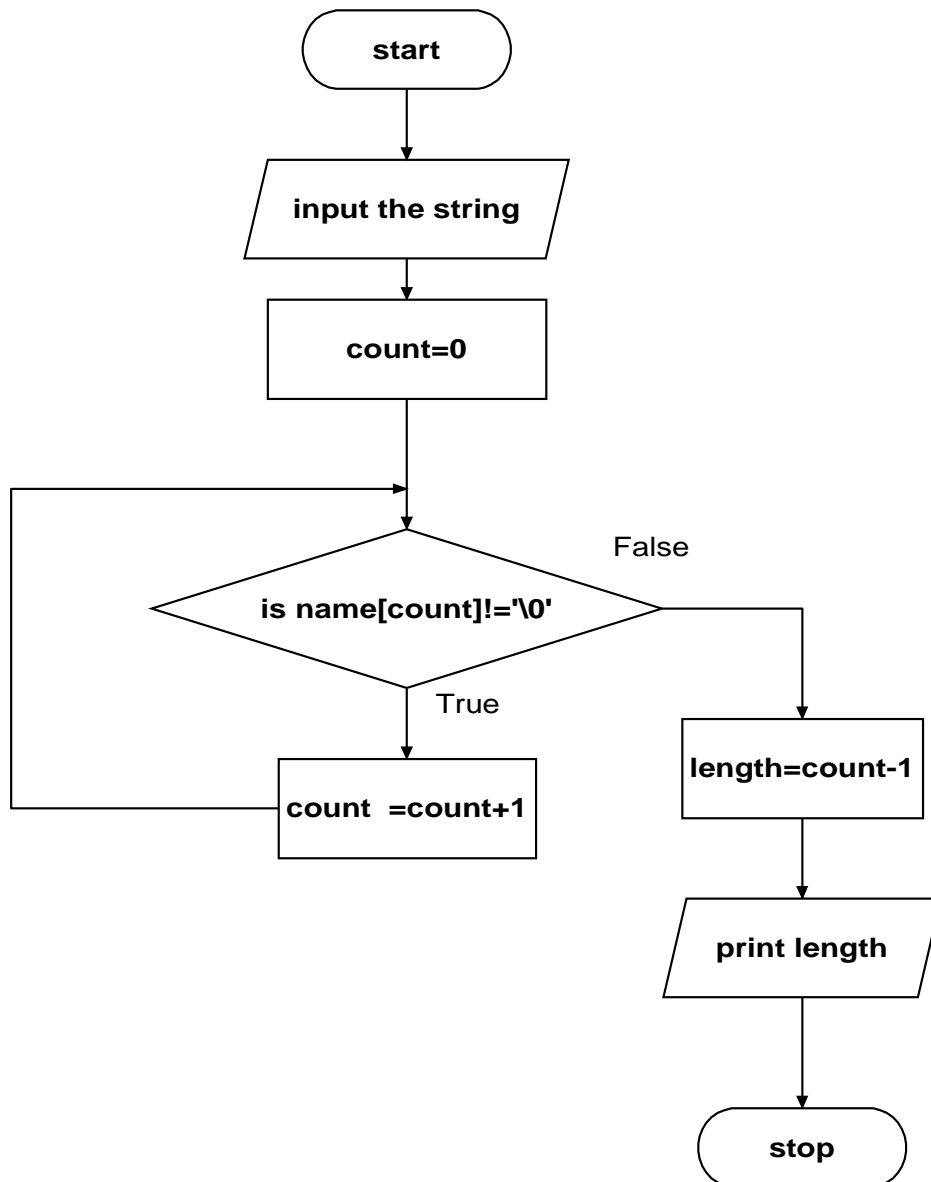 start
input the string
count=0
False
is name[count]!='\0'
True
length=count-1
count  =count+1
print length
stop